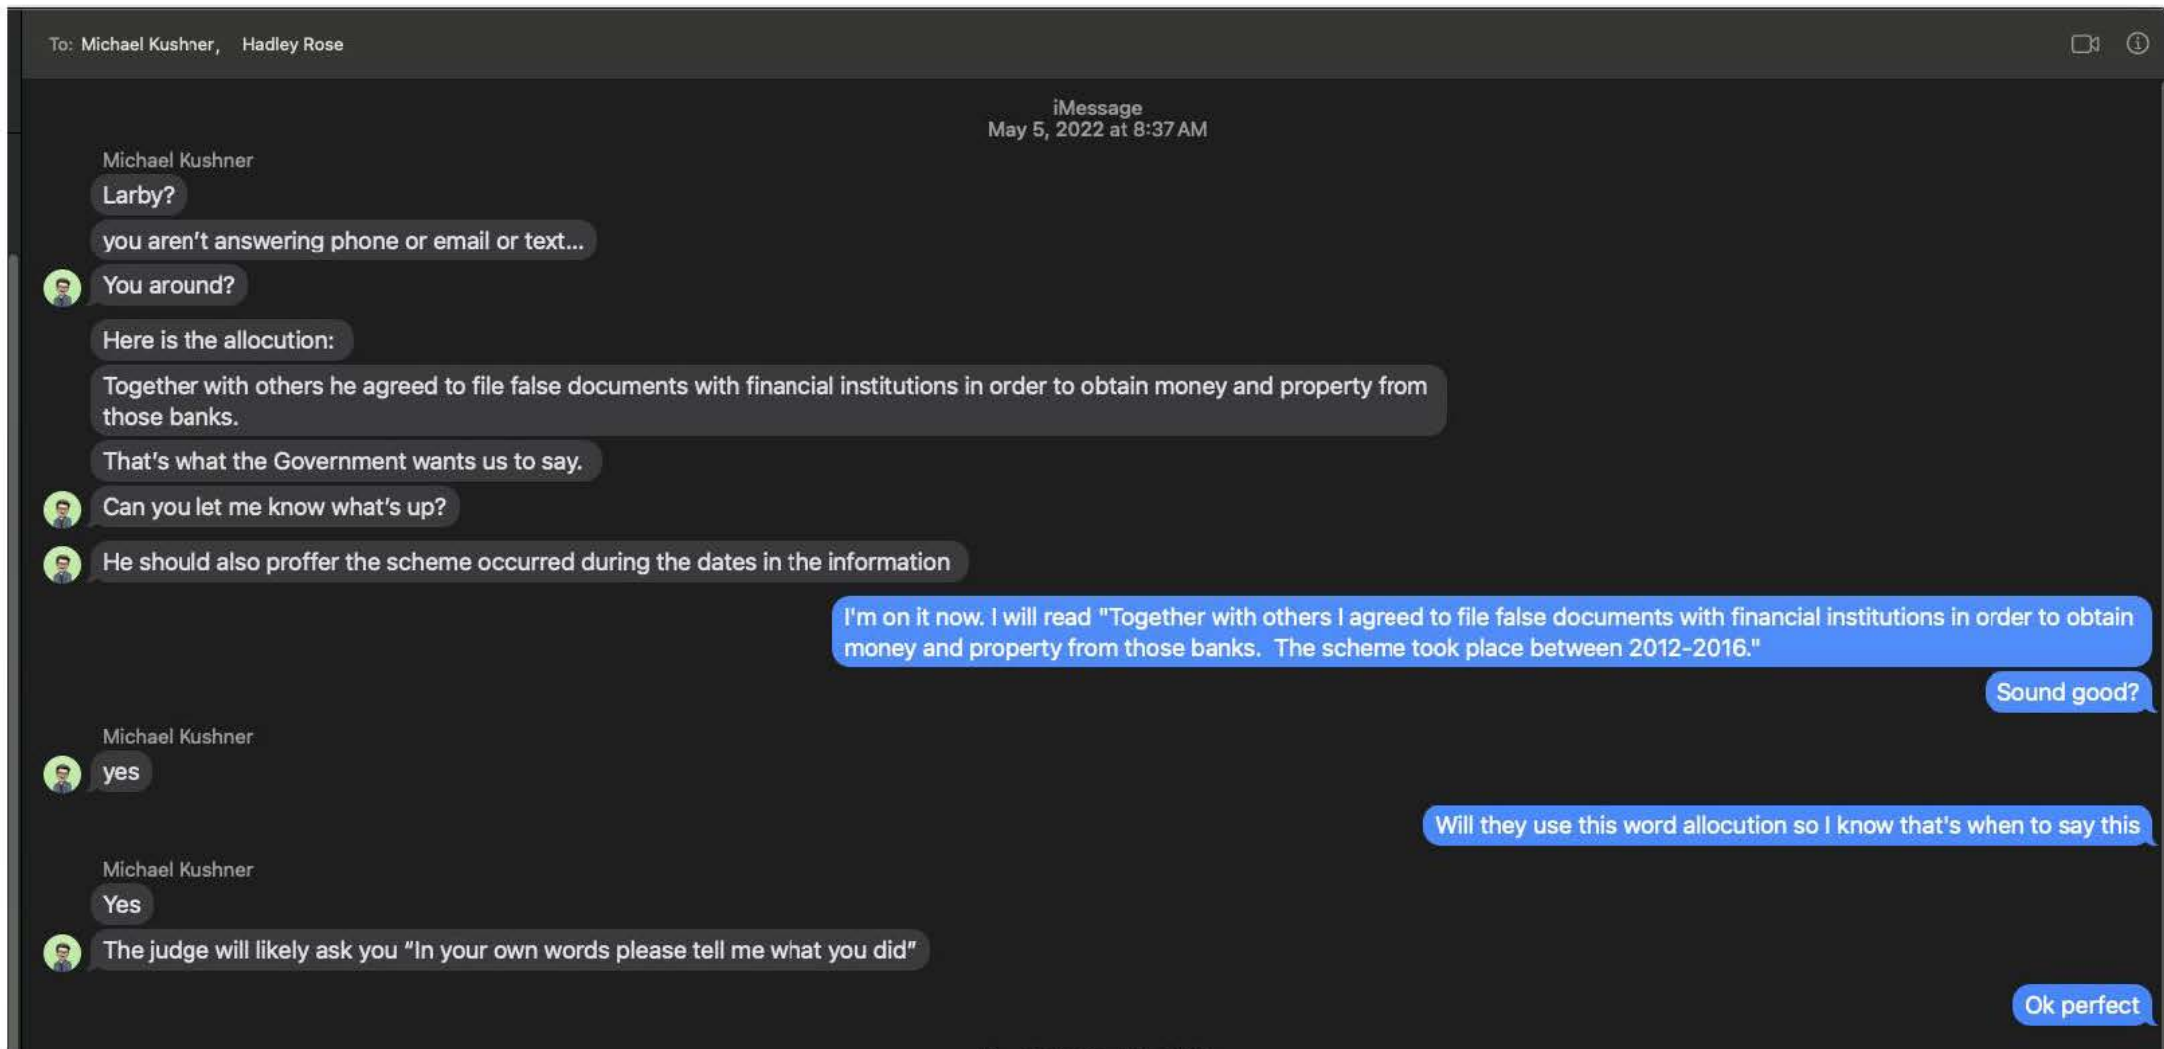 To: Michael Kushner, Hadley Rose
iMessage
May 5, 2022 at 8:37 AM
Michael Kushner
Larby?
you aren't answering phone or email or text...
You around?
Here is the allocution:
Together with others he agreed to file false documents with financial institutions in order to obtain money and property from
those banks.
That's what the Government wants us to say.
Can you let me know what's up?
He should also proffer the scheme occurred during the dates in the information
I'm on it now. I will read "Together with others I agreed to file false documents with financial institutions in order to obtain
money and property from those banks.  The scheme took place between 2012-2016."
Sound good?
Michael Kushner
yes
Will they use this word allocution so I know that's when to say this
Michael Kushner
Yes
The judge will likely ask you “In your own words please tell me what you did”
Ok perfect